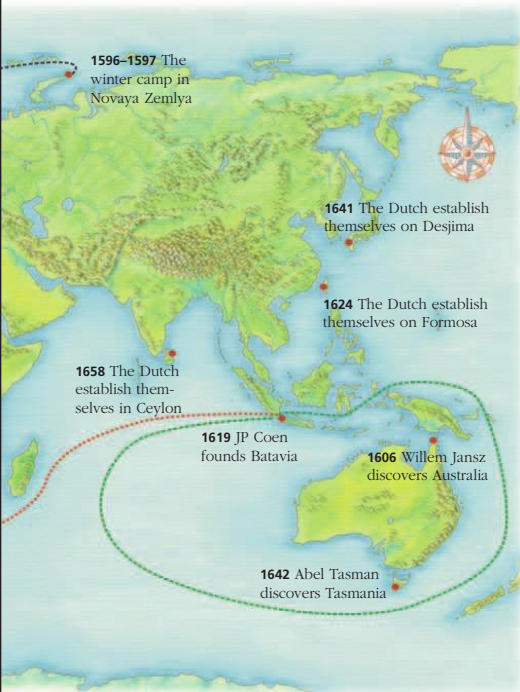 1596–1597 The
winter camp in
Novaya Zemlya
1641 The Dutch establish
themselves on Desjima
1624 The Dutch establish
themselves on Formosa
1658 The Dutch
establish them-
selves in Ceylon
1619 JP Coen
founds Batavia
1606 Willem Jansz
discovers Australia
1642 Abel Tasman
discovers Tasmania